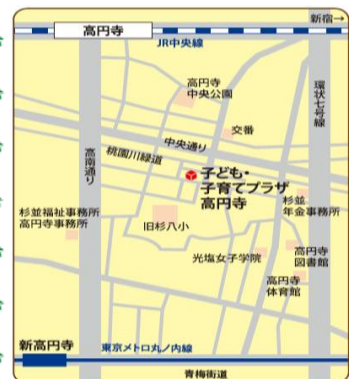 新宿→
高円寺
JR中央線
高円寺
中央公園
環状七号線
交番
中央通り
桃園川緑道
高南通り
子ども・
子育てプラザ
高円寺
杉並
年金事務所
杉並福祉事務所
高円寺事務所
旧杉八小
光塩女子学院
高円寺
図書館
高円寺
体育館
新高円寺
東京メトロ丸ノ内線
青梅街道